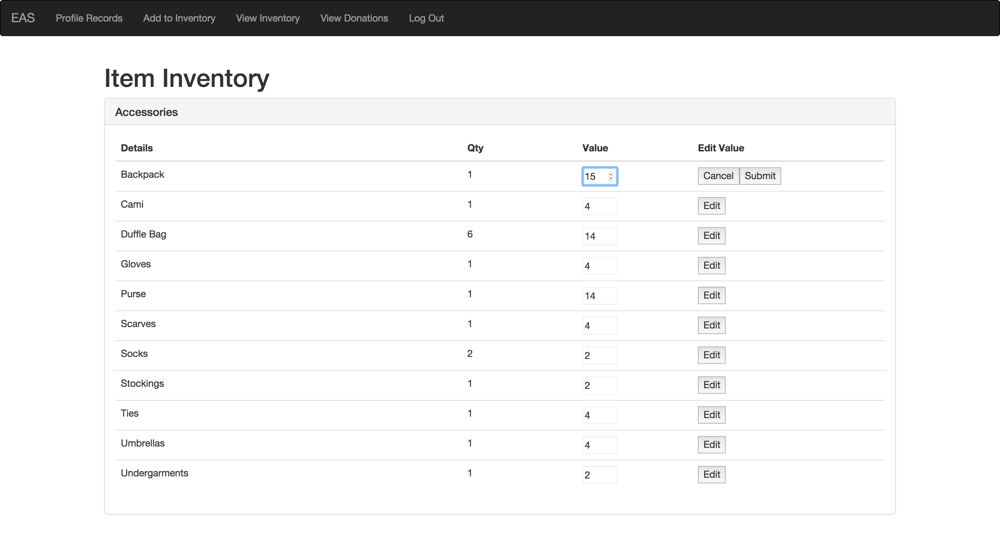 EAS Profile Records Add to Inventory View Inventory View Donations Log Out
Item Inventory
Accessories
Details Qty Value Edit Value
Backpack 1 15 Cancel Submit
Cami 1 4 Edit
Duffle Bag 6 14 Edit
Gloves 1 4 Edit
Purse 1 14 Edit
Scarves 1 4 Edit
Socks 2 2 Edit
Stockings 1 2 Edit
Ties 1 4 Edit
Umbrellas 1 4 Edit
Undergarments 1 2 Edit